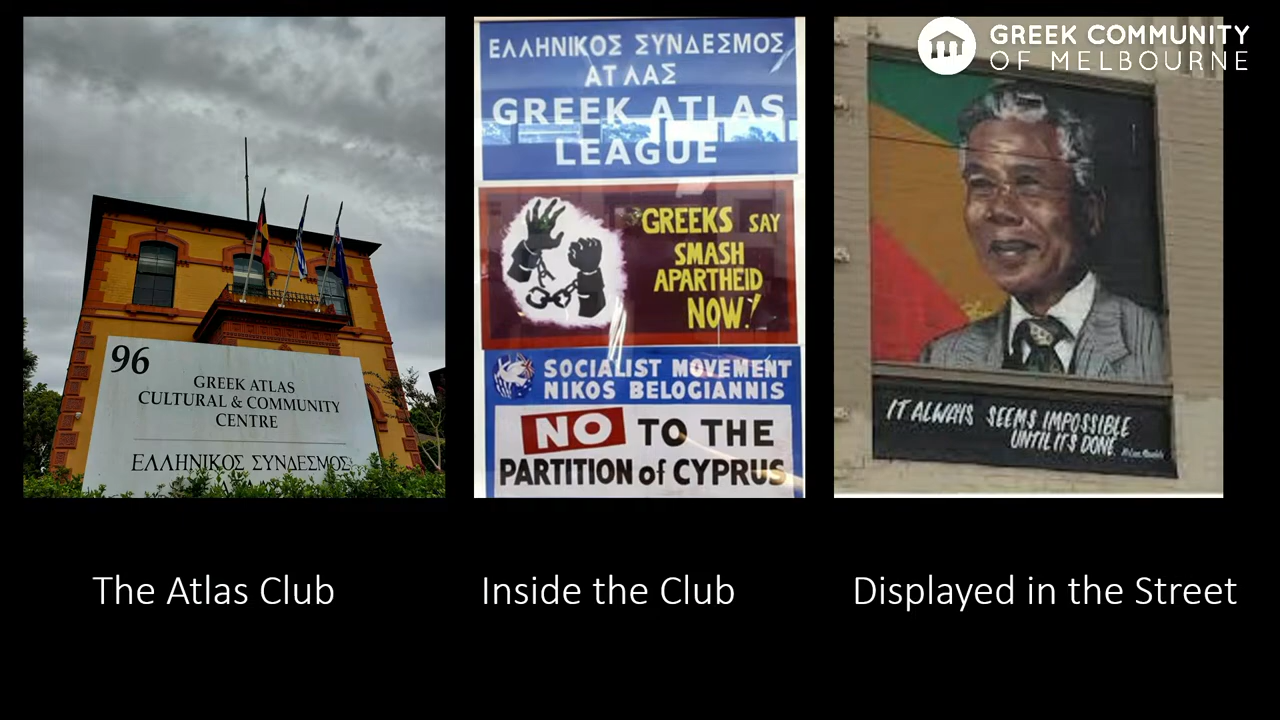 96
GREEK ATLAS
CULTURAL & COMMUNITY
CENTRE
ΕΛΛΗΝΙΚΟΣ ΣΥΝΔΕΣΜΟΣ
ΕΛΛΗΝΙΚΟΣ ΣΥΝΔΕΣΜΟΣ
ΑΤΛΑΣ
GREEK ATLAS
LEAGUE
GREEKS SAY
SMASH
APARTHEID
NOW!
SOCIALIST MOVEMENT
NIKOS BELOGIANNIS
NO TO THE
PARTITION of CYPRUS
GREEK COMMUNITY
OF MELBOURNE
IT ALWAYS SEEMS IMPOSSIBLE
UNTIL IT'S DONE.
The Atlas Club
Inside the Club
Displayed in the Street